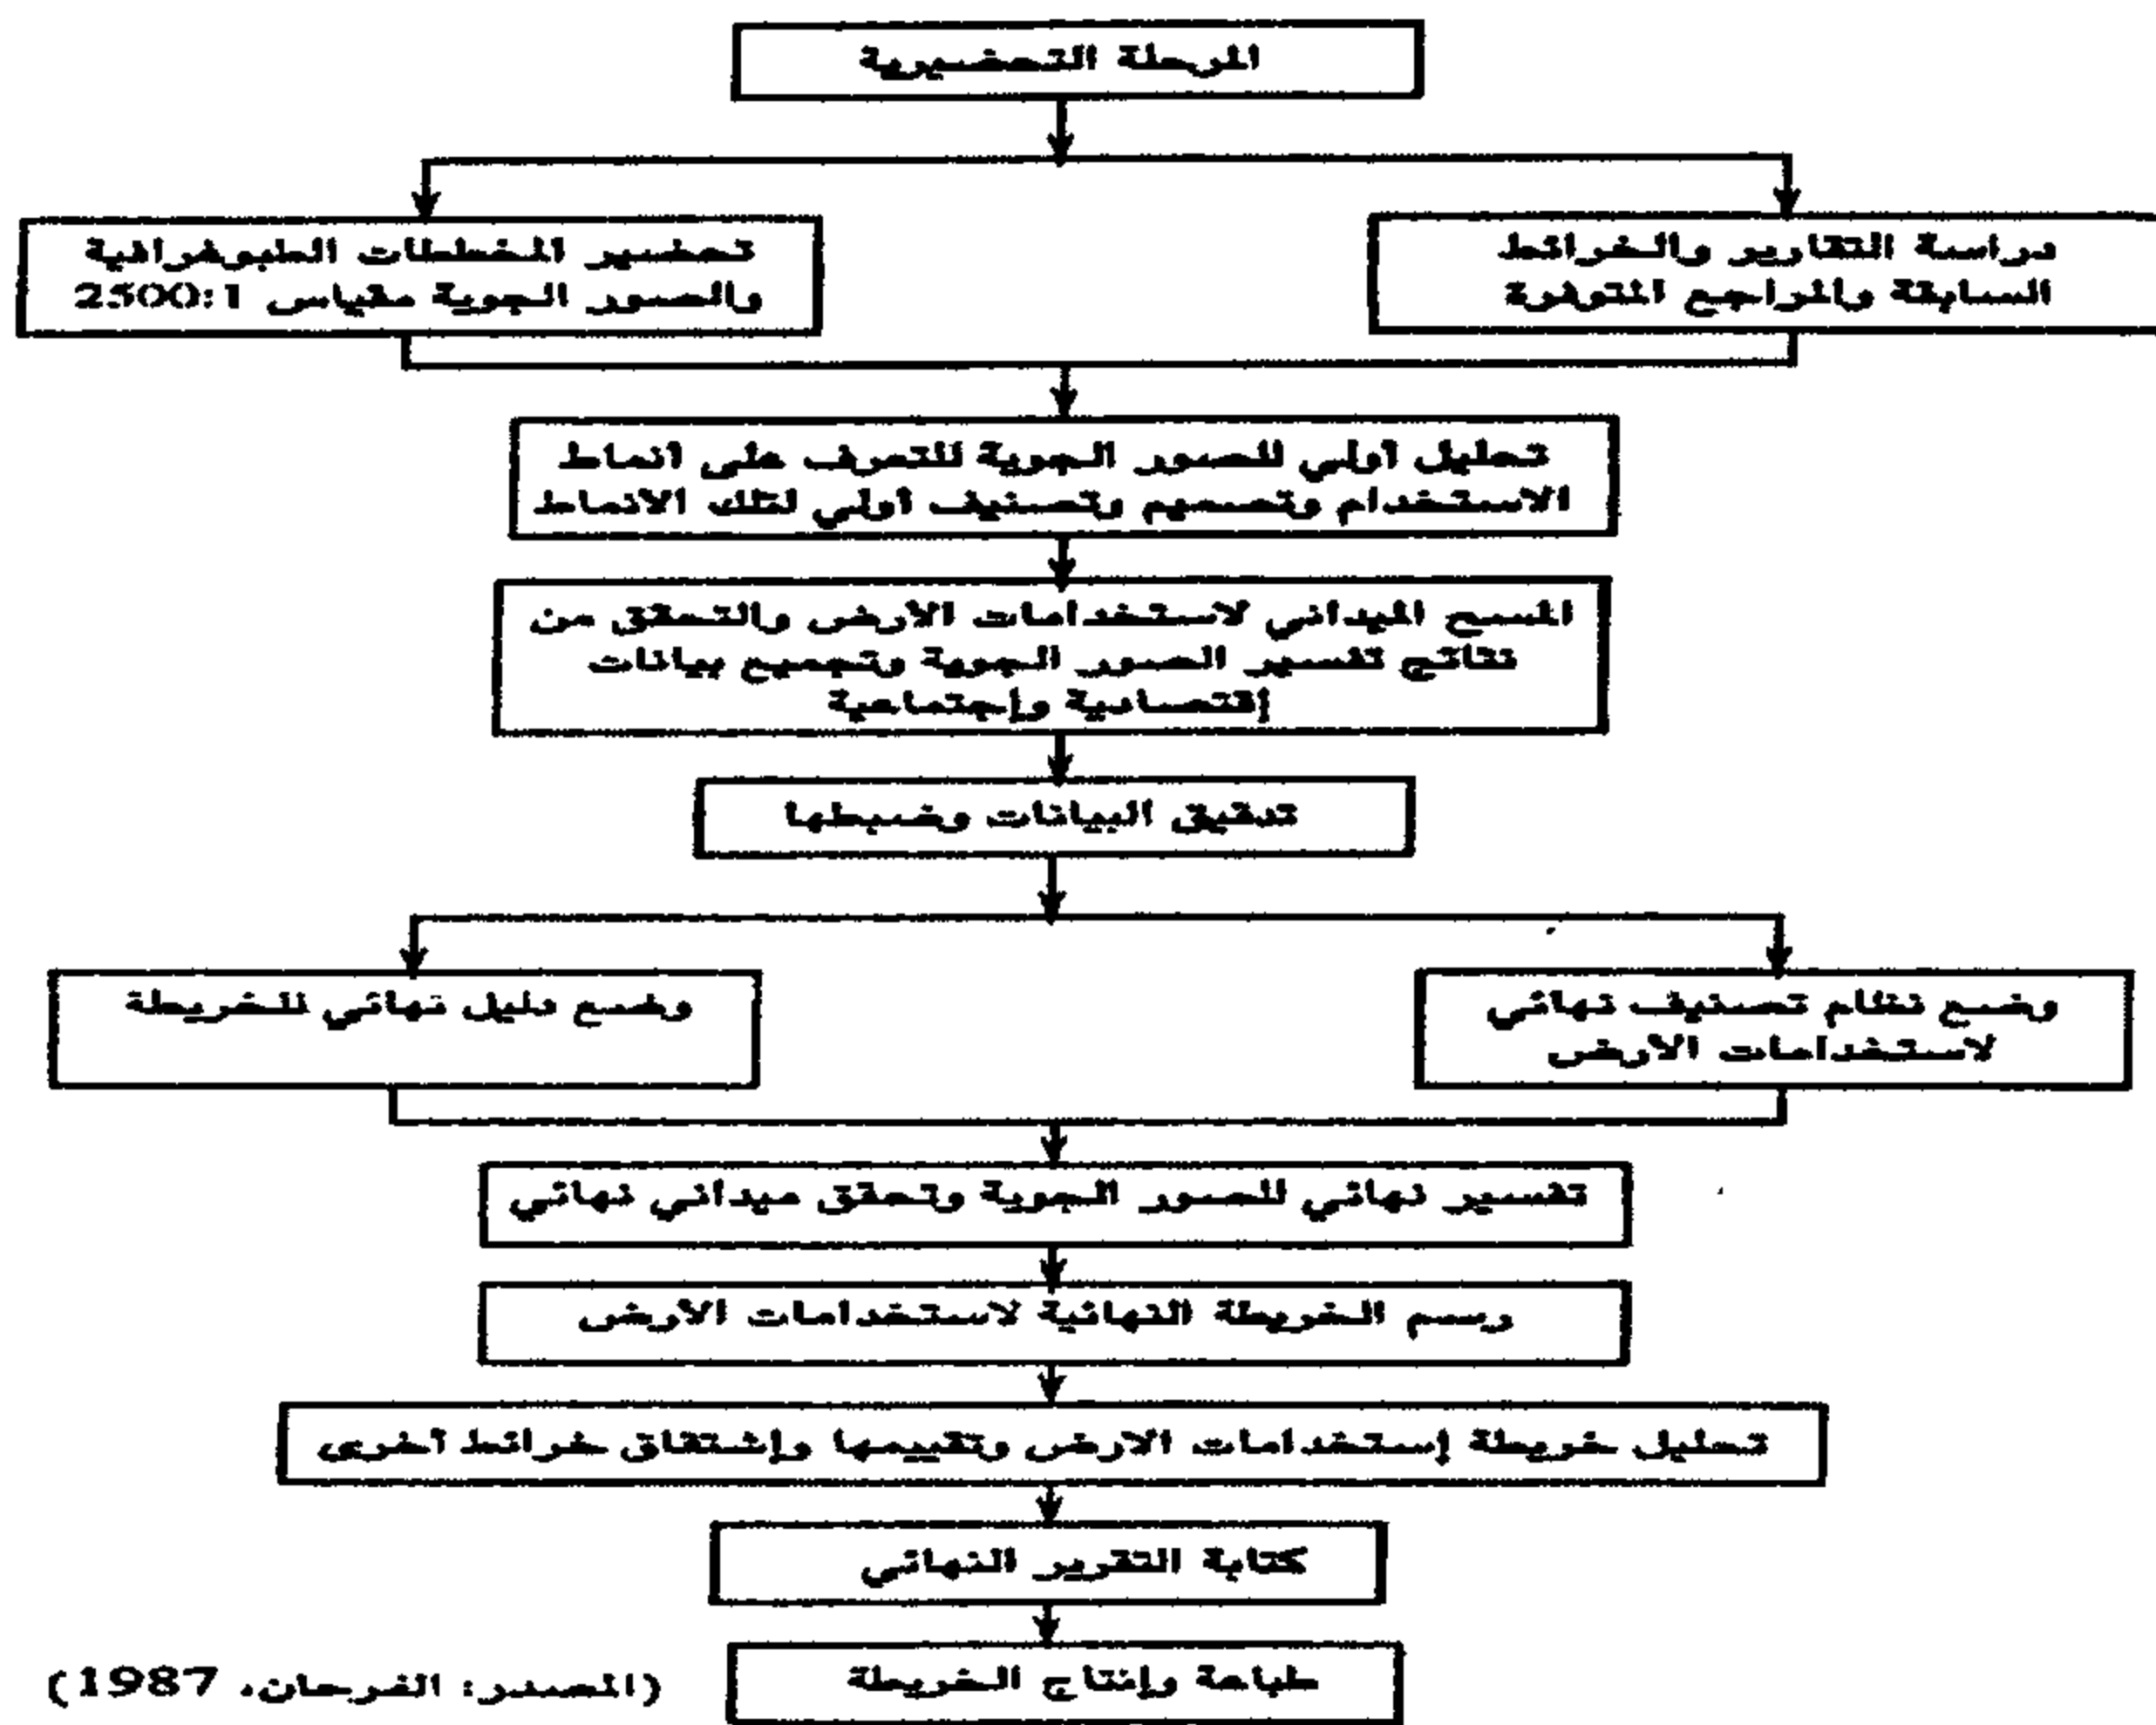 المرحلة التحضيرية
دراسة التقارير والخرائط
السابقة والمراجع المتوفرة
تحضير المخططات الطبوغرافية
والصور الجوية مقياس 2500:1
تحليل أولي للصور الجوية للتعرف على أنماط
الاستخدام وتصميم وتصنيف أولي لتلك الانماط
المسح الميداني لاستخدامات الأرض والتحقق من
نتائج تفسير الصور الجوية وتجميع بيانات
إقتصادية وإجتماعية
تدقيق البيانات وضبطها
وضع نظام تصنيف نهائي
لاستخدامات الأرض
وضع دليل نهائي للخريطة
تفسير نهائي للصور الجوية وتحقق ميداني نهائي
رسم الخريطة النهائية لاستخدامات الأرض
تحليل خريطة إستخدامات الارض وتقييمها وإشتقاق خرائط أخرى
كتابة التقرير النهائي
طباعة وإنتاج الخريطة
(المصدر: الفرحان، 1987)